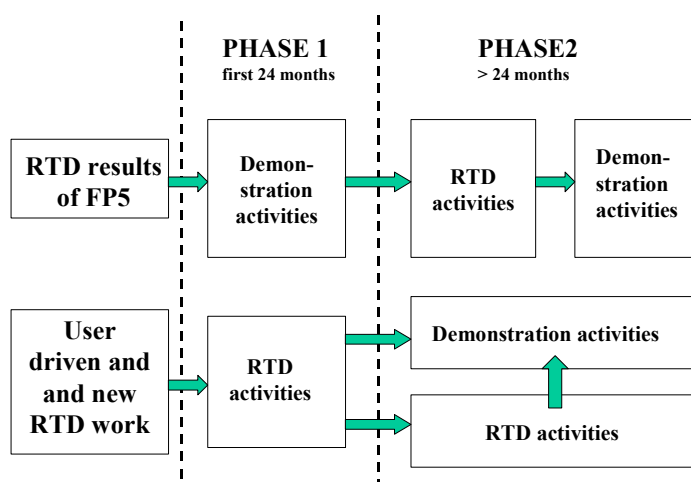 PHASE 1
first 24 months
PHASE2
> 24 months
RTD results
of FP5
Demon-
stration
activities
RTD
activities
Demon-
stration
activities
User
driven and
and new
RTD work
RTD
activities
Demonstration activities
RTD activities